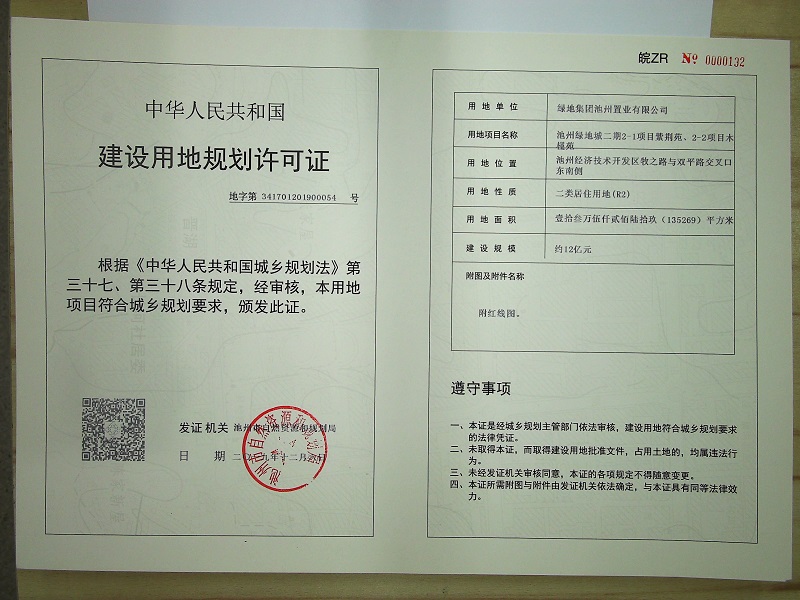 中华人民共和国
建设用地规划许可证
地字第 341701201900054 号
根据《中华人民共和国城乡规划法》第
三十七、第三十八条规定，经审核，本用地
项目符合城乡规划要求，颁发此证。
发证机关 池州市自然资源和规划局
日 期
皖ZR № 0000132
用地单位 绿地集团池州置业有限公司
用地项目名称 池州绿地城二期2-1项目紫荆苑、2-2项目木
槿苑
用地位置 池州经济技术开发区牧之路与双平路交叉口
东南侧
用地性质 二类居住用地(R2)
用地面积 壹拾叁万伍仟贰佰陆拾玖（135269）平方米
建设规模 约12亿元
附图及附件名称
附红线图。
遵守事项
一、本证是经城乡规划主管部门依法审核，建设用地符合城乡规划要求
的法律凭证。
二、未取得本证，而取得建设用地批准文件，占用土地的，均属违法行
为。
三、未经发证机关审核同意，本证的各项规定不得随意变更。
四、本证所需附图与附件由发证机关依法确定，与本证具有同等法律效
力。